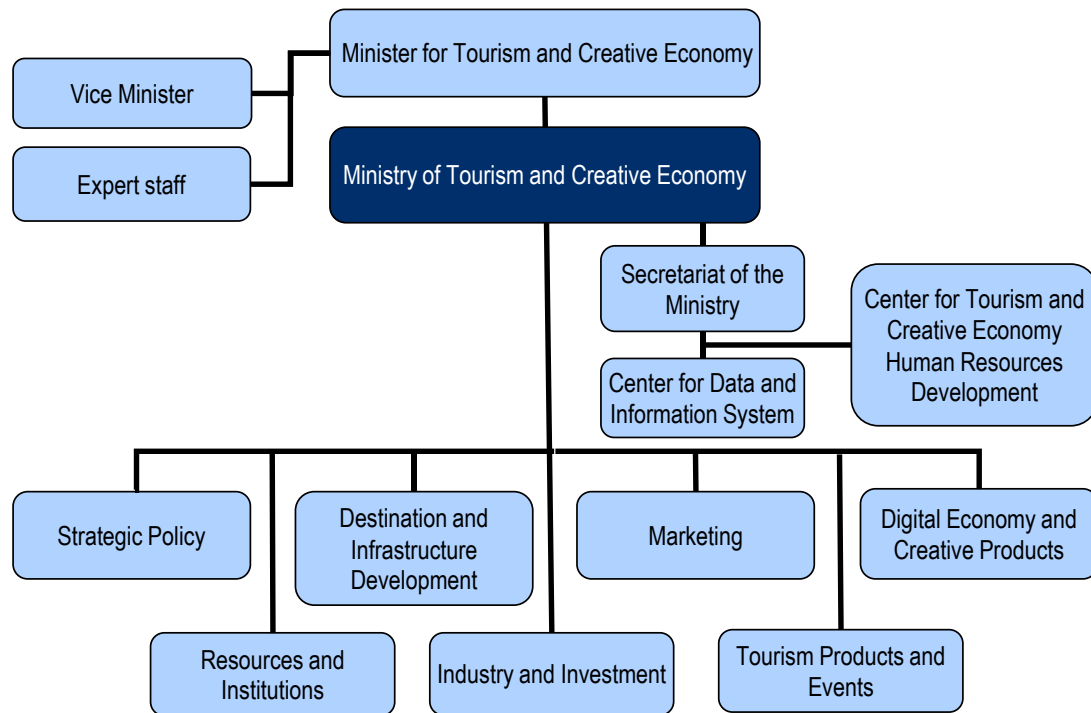 Minister for Tourism and Creative Economy
Vice Minister
Expert staff
Ministry of Tourism and Creative Economy
Secretariat of the
Ministry
Center for Tourism and
Creative Economy
Human Resources
Development
Center for Data and
Information System
Strategic Policy
Destination and
Infrastructure
Development
Marketing
Digital Economy and
Creative Products
Resources and
Institutions
Industry and Investment
Tourism Products and
Events